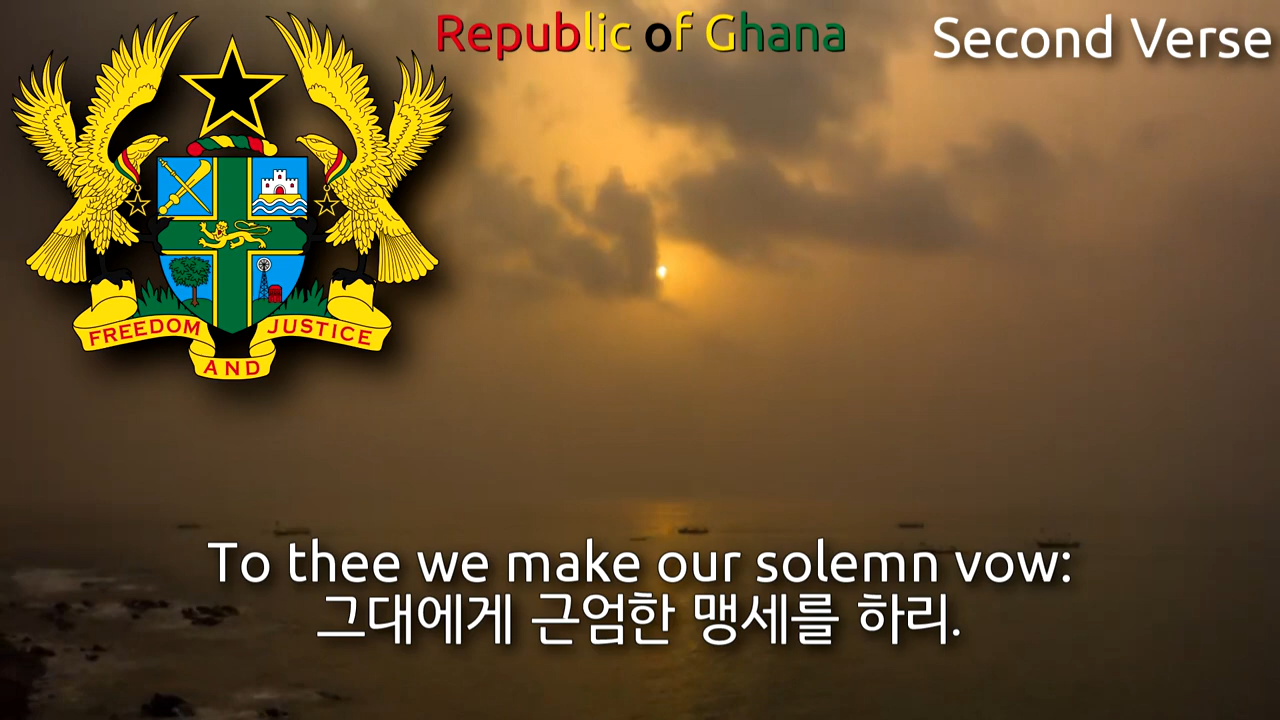 Republic of Ghana
Second Verse
FREEDOM JUSTICE
AND
To thee we make our solemn vow:
그대에게 근엄한 맹세를 하리.